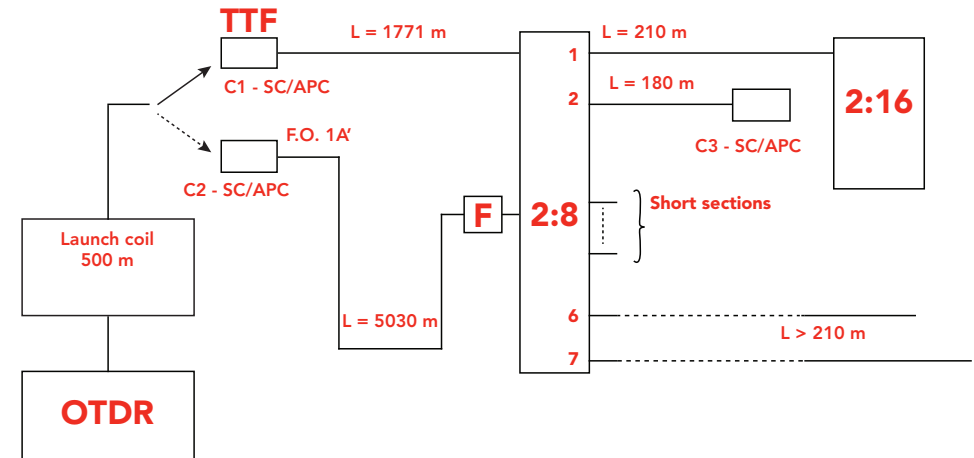 TTF
L = 1771 m
L = 210 m
1
C1 - SC/APC
L = 180 m
2
2:16
F.O. 1A’
C3 - SC/APC
C2 - SC/APC
F
2:8
Short sections
Launch coil
500 m
L = 5030 m
6
L > 210 m
7
OTDR